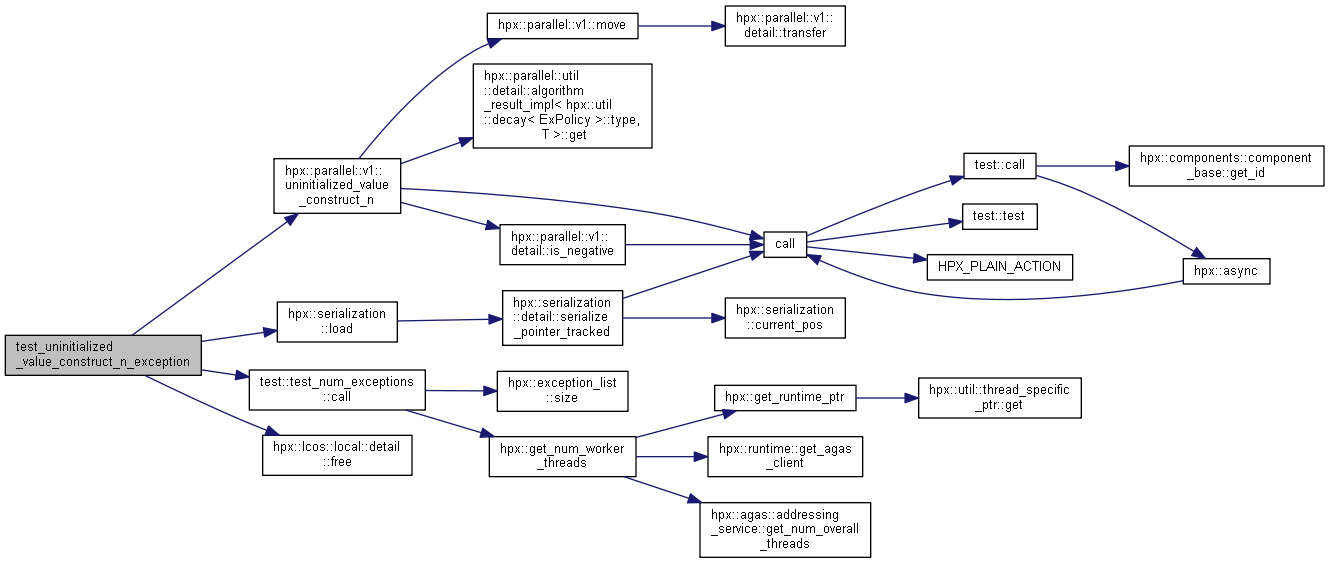 test_uninitialized
_value_construct_n_exception
hpx::parallel::v1::
uninitialized_value
_construct_n
hpx::parallel::v1::move
hpx::parallel::v1::
detail::transfer
hpx::parallel::util
::detail::algorithm
_result_impl< hpx::util
::decay< ExPolicy >::type,
T >::get
hpx::parallel::v1::
detail::is_negative
call
test::call
hpx::components::component
_base::get_id
test::test
HPX_PLAIN_ACTION
hpx::async
hpx::serialization
::load
hpx::serialization
::detail::serialize
_pointer_tracked
hpx::serialization
::current_pos
test::test_num_exceptions
::call
hpx::exception_list
::size
hpx::get_num_worker
_threads
hpx::get_runtime_ptr
hpx::util::thread_specific
_ptr::get
hpx::runtime::get_agas
_client
hpx::agas::addressing
_service::get_num_overall
_threads
hpx::lcos::local::detail
::free